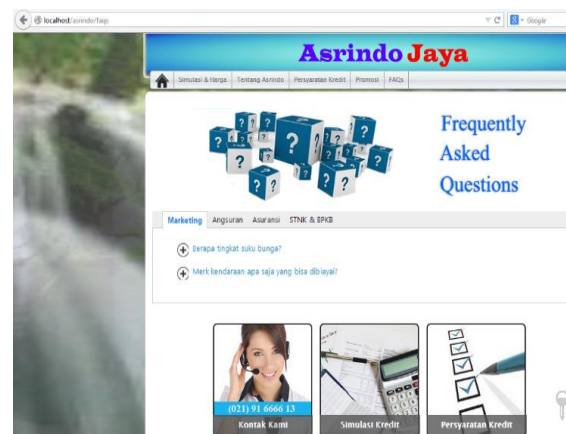 localhost/asrindo/faqs
Google
Asrindo Jaya
Simulasi & Harga Tentang Asrindo Persyaratan Kredit Promosi FAQs
? ? ? ? ? ? ? ? ? ? ?
Frequently
Asked
Questions
Marketing Angsuran Asuransi STNK & BPKB
Berapa tingkat suku bunga?
Merk kendaraan apa saja yang bisa dibiayai?
(021) 91 6666 13
Kontak Kami Simulasi Kredit Persyaratan Kredit